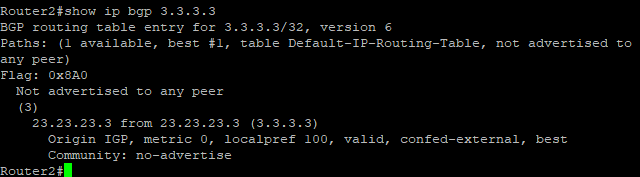 Router2#show ip bgp 3.3.3.3
BGP routing table entry for 3.3.3.3/32, version 6
Paths: (1 available, best #1, table Default-IP-Routing-Table, not advertised to
any peer)
Flag: 0x8A0
  Not advertised to any peer
  (3)
    23.23.23.3 from 23.23.23.3 (3.3.3.3)
      Origin IGP, metric 0, localpref 100, valid, confed-external, best
      Community: no-advertise
Router2#